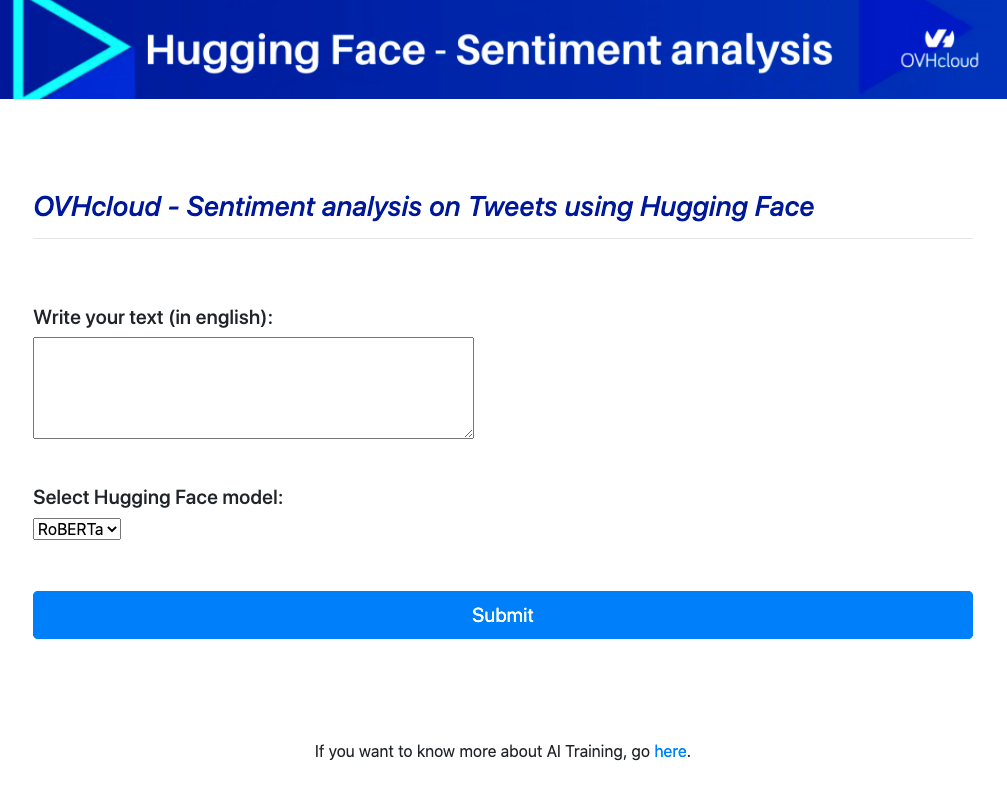 Hugging Face - Sentiment analysis
OVHcloud
OVHcloud - Sentiment analysis on Tweets using Hugging Face
Write your text (in english):
Select Hugging Face model:
RoBERTa
Submit
If you want to know more about AI Training, go here.